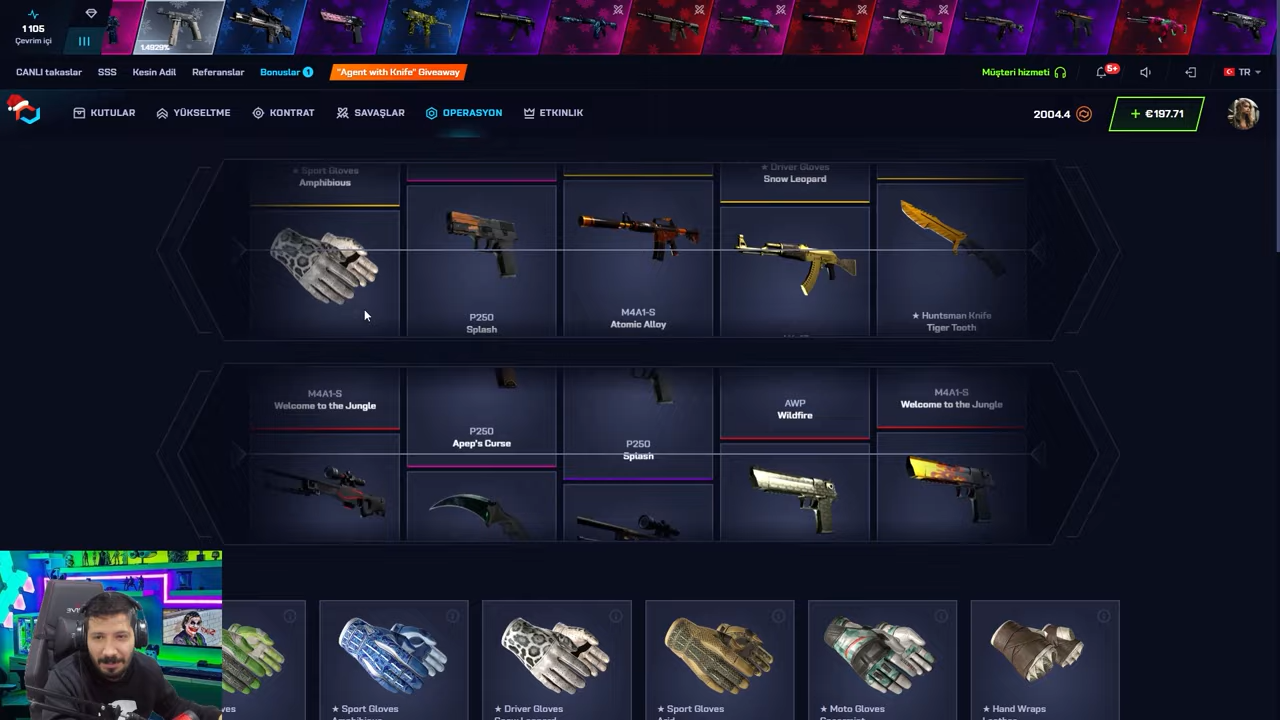 1 105
Çevrim içi
1.4929%
CANLI takaslar
SSS
Kesin Adil
Referanslar
Bonuslar 1
"Agent with Knife" Giveaway
Müşteri hizmeti
5+
TR
KUTULAR
YÜKSELTME
KONTRAT
SAVAŞLAR
OPERASYON
ETKINLIK
2004.4
+ €197.71
★ Sport Gloves
Amphibious
★ Driver Gloves
Snow Leopard
P250
Splash
M4A1-S
Atomic Alloy
★ Huntsman Knife
Tiger Tooth
M4A1-S
Welcome to the Jungle
P250
Apep's Curse
P250
Splash
AWP
Wildfire
M4A1-S
Welcome to the Jungle
★ Sport Gloves
★ Driver Gloves
★ Sport Gloves
★ Moto Gloves
★ Hand Wraps